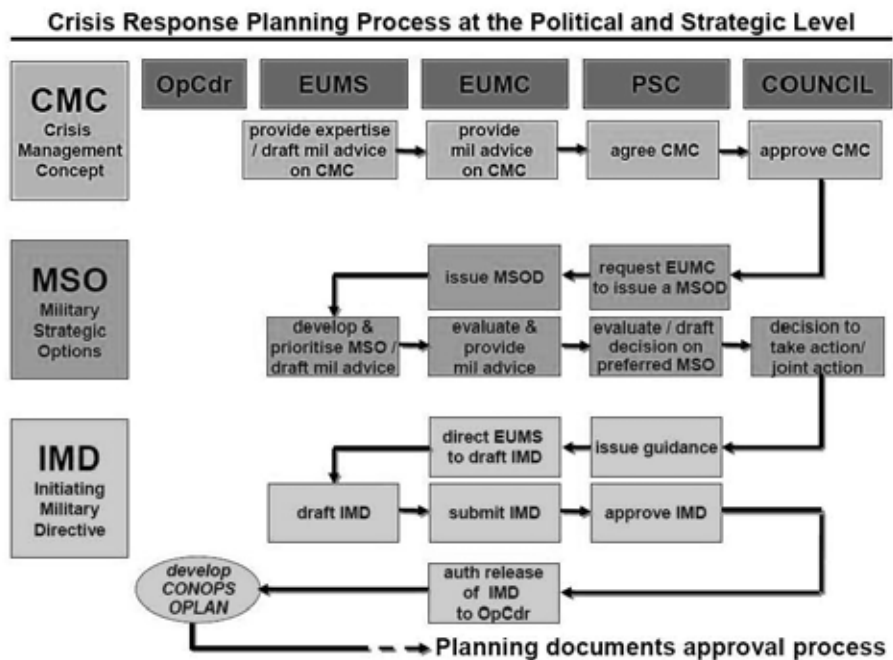 Crisis Response Planning Process at the Political and Strategic Level
CMC
Crisis
Management
Concept
OpCdr
EUMS
EUMC
PSC
COUNCIL
provide expertise
/ draft mil advice
on CMC
provide
mil advice
on CMC
agree CMC
approve CMC
MSO
Military
Strategic
Options
issue MSOD
request EUMC
to issue a MSOD
develop &
prioritise MSO /
draft mil advice
evaluate &
provide
mil advice
evaluate / draft
decision on
preferred MSO
decision to
take action/
joint action
IMD
Initiating
Military
Directive
direct EUMS
to draft IMD
issue guidance
draft IMD
submit IMD
approve IMD
develop
CONOPS
OPLAN
auth release
of IMD
to OpCdr
Planning documents approval process